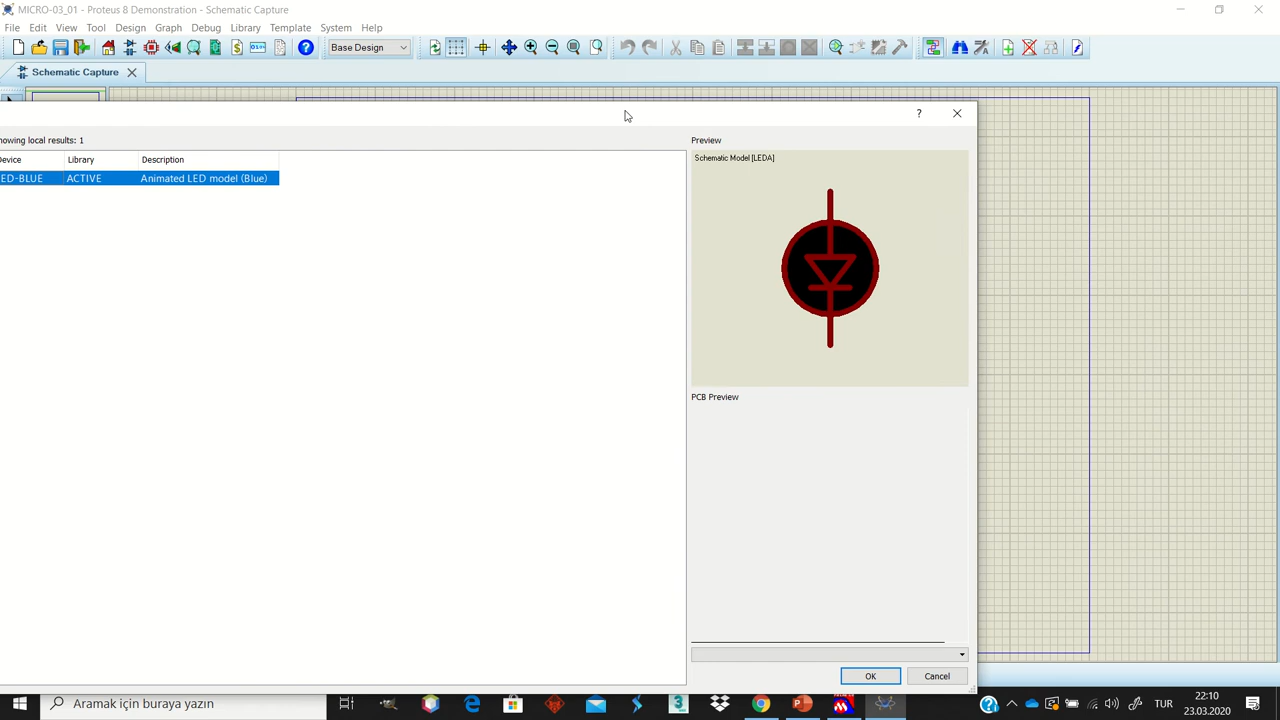 MICRO-03_01 - Proteus 8 Demonstration - Schematic Capture
File Edit View Tool Design Graph Debug Library Template System Help
Base Design
Schematic Capture
howing local results: 1
Preview
evice Library Description
Schematic Model [LEDA]
ED-BLUE ACTIVE Animated LED model (Blue)
PCB Preview
OK Cancel
Aramak için buraya yazın
TUR
22:10
23.03.2020